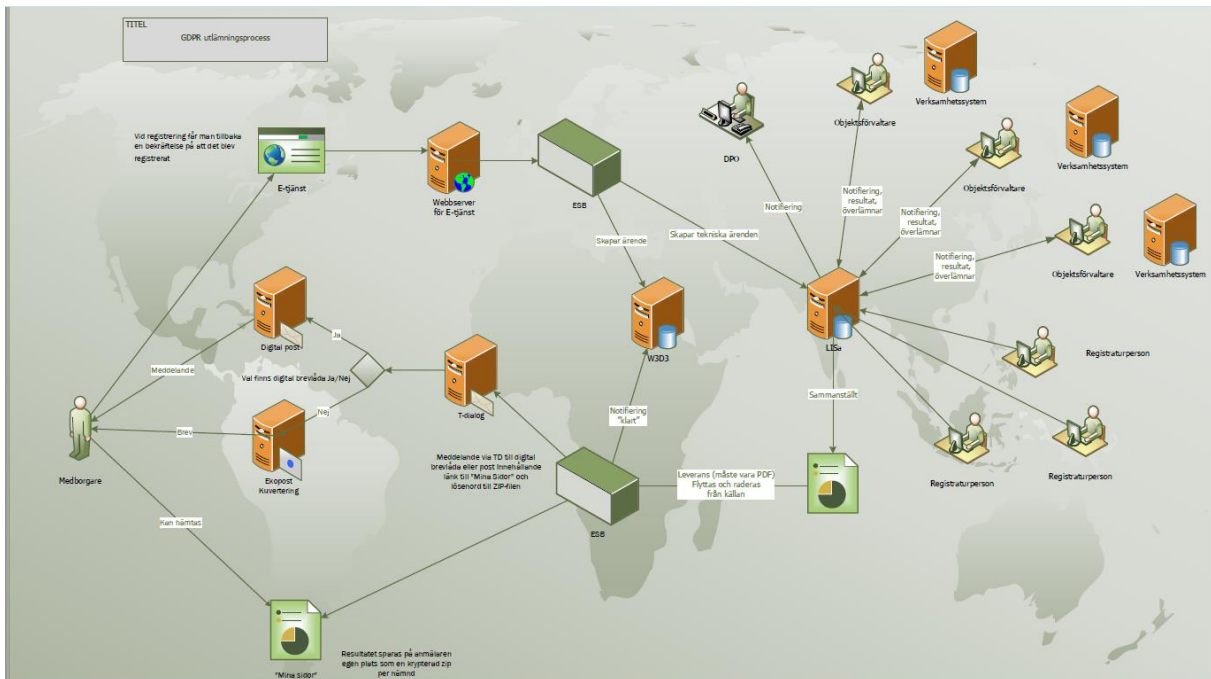 TITEL
GDPR utlämningsprocess
Vid registrering får man tillbaka
en bekräftelse på att det blev
registrerat
E-tjänst
Webbserver
för E-tjänst
ESB
DPO
Objektsförvaltare
Verksamhetssystem
Objektsförvaltare
Verksamhetssystem
Objektsförvaltare
Verksamhetssystem
Notifiering
Notifiering,
resultat,
överlämnar
Notifiering,
resultat,
överlämnar
Notifiering,
resultat,
överlämnar
Skapar ärende
Skapar tekniska ärenden
Digital post
Ja
Meddelande
Val finns digital brevlåda Ja/Nej
Nej
Brev
Medborgare
Ekopost
Kuvertering
T-dialog
W3D3
LISa
Registraturperson
Registraturperson
Registraturperson
Sammanställt
Notifiering
"klart"
Meddelande via TD till digital
brevlåda eller post Innehållande
länk till "Mina Sidor" och
lösenord till ZIP-filen
ESB
Leverans (måste vara PDF)
Flyttas och raderas
från källan
Kan hämtas
"Mina sidor"
Resultatet sparas på anmälaren
egen plats som en krypterad zip
per nämnd